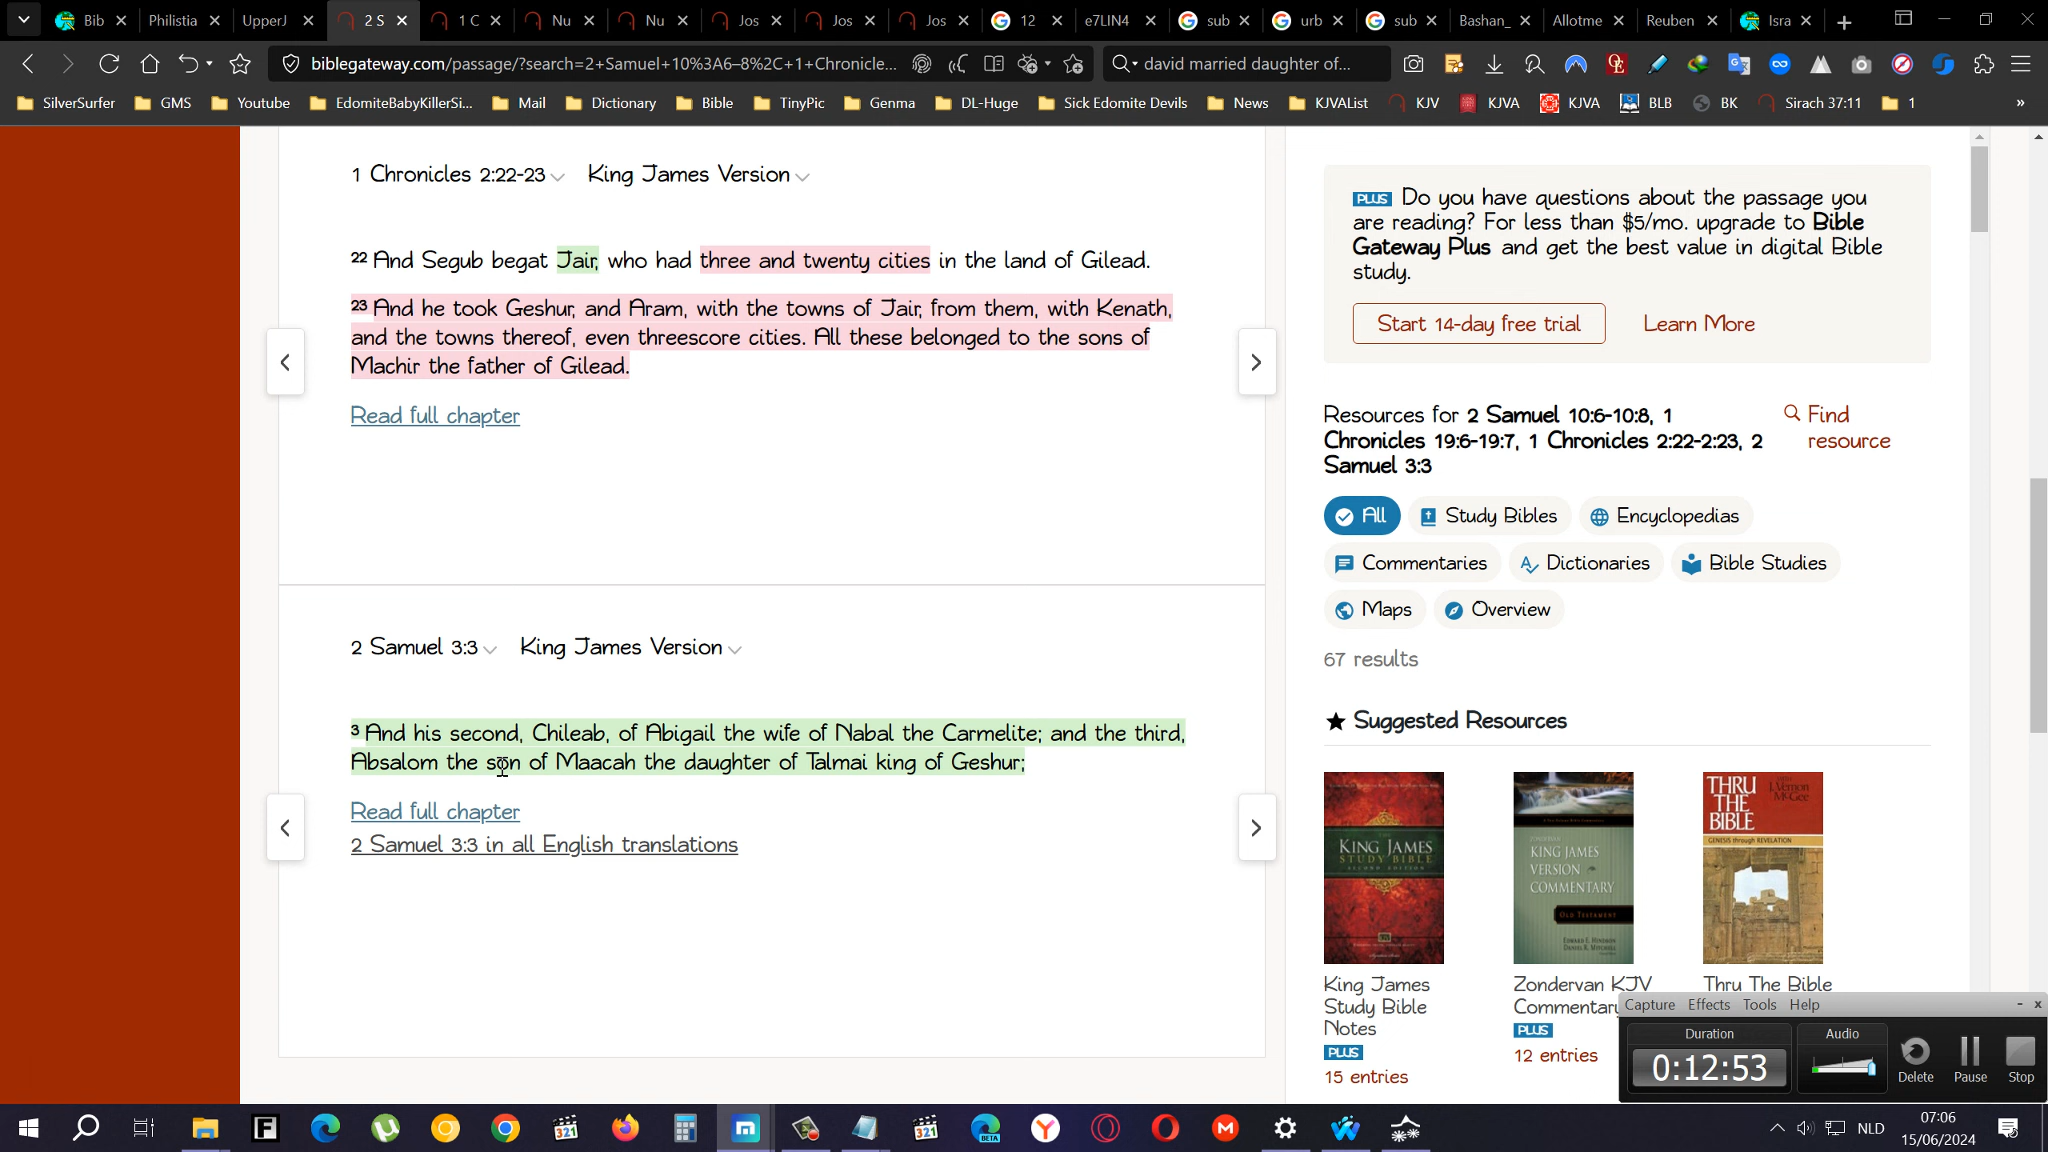 Bib
Philistia
UpperJ
2 S
1 C
Nu
Nu
Jos
Jos
Jos
12
e7LIN4
sub
urb
sub
Bashan_
Allotme
Reuben
Isra
biblegateway.com/passage/?search=2+Samuel+10%3A6–8%2C+1+Chronicle...
david married daughter of...
SilverSurfer
GMS
Youtube
EdomiteBabyKillerSi...
Mail
Dictionary
Bible
TinyPic
Genma
DL-Huge
Sick Edomite Devils
News
KJVAList
KJV
KJVA
KJVA
BLB
BK
Sirach 37:11
1
»
1 Chronicles 2:22-23 King James Version
22 And Segub begat Jair, who had three and twenty cities in the land of Gilead.
23 And he took Geshur, and Aram, with the towns of Jair, from them, with Kenath,
and the towns thereof, even threescore cities. All these belonged to the sons of
Machir the father of Gilead.
Read full chapter
2 Samuel 3:3 King James Version
3 And his second, Chileab, of Abigail the wife of Nabal the Carmelite; and the third,
Absalom the son of Maacah the daughter of Talmai king of Geshur;
Read full chapter
2 Samuel 3:3 in all English translations
PLUS Do you have questions about the passage you
are reading? For less than $5/mo. upgrade to Bible
Gateway Plus and get the best value in digital Bible
study.
Start 14-day free trial
Learn More
Resources for 2 Samuel 10:6-10:8, 1
Chronicles 19:6-19:7, 1 Chronicles 2:22-2:23, 2
Samuel 3:3
Find
resource
All
Study Bibles
Encyclopedias
Commentaries
Dictionaries
Bible Studies
Maps
Overview
67 results
Suggested Resources
KING JAMES
STUDY BIBLE
SECOND EDITION
KING JAMES
VERSION
COMMENTARY
OLD TESTAMENT
THRU
THE
BIBLE
J. Vernon
McGee
GENESIS through REVELATION
King James
Study Bible
Notes
PLUS
15 entries
Zondervan KJV
Commentary
PLUS
12 entries
Thru The Bible
Capture Effects Tools Help
Duration
0:12:53
Audio
Delete
Pause
Stop
321
321
BETA
NLD
07:06
15/06/2024